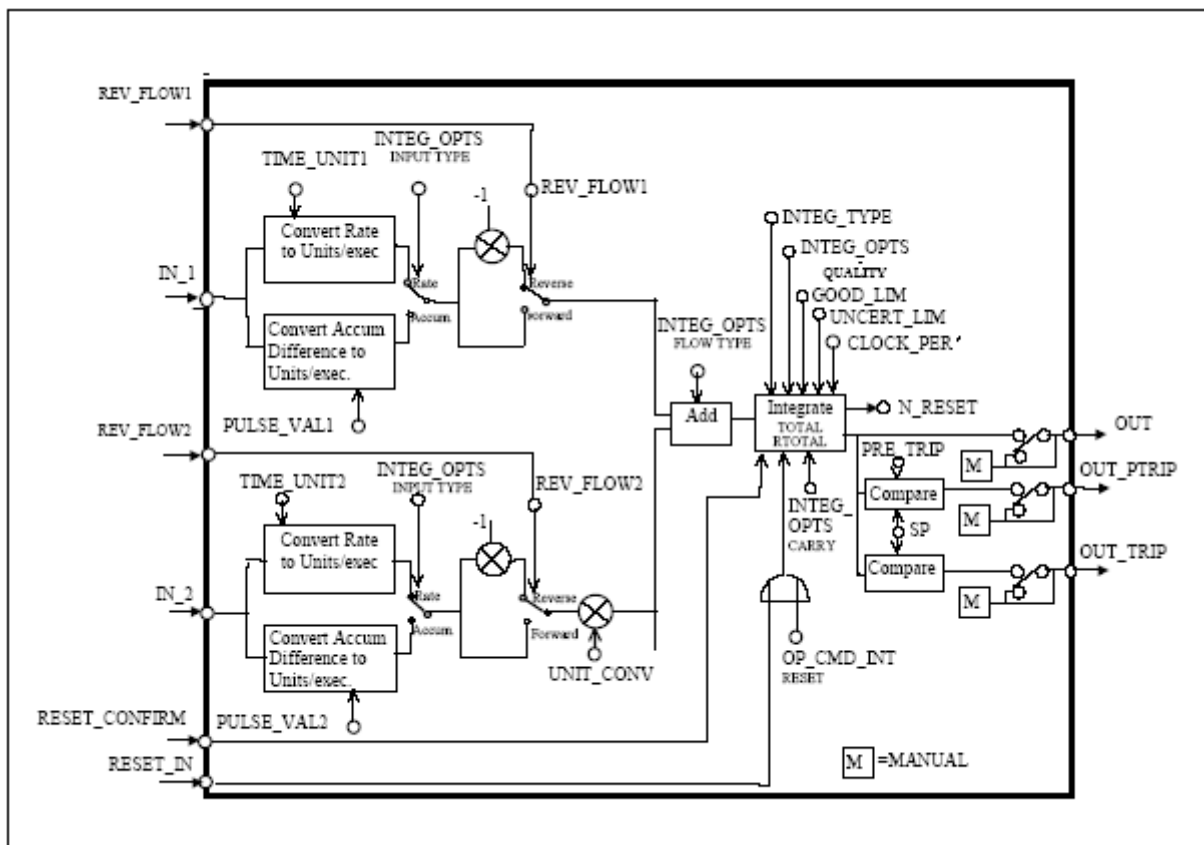 REV_FLOW1
TIME_UNIT1
INTEG_OPTS
INPUT TYPE
REV_FLOW1
-1
Convert Rate
to Units/exec
IN_1
Rate
Accum
Reverse
Forward
Convert Accum
Difference to
Units/exec.
PULSE_VAL1
INTEG_TYPE
INTEG_OPTS
QUALITY
GOOD_LIM
UNCERT_LIM
CLOCK_PER'
INTEG_OPTS
FLOW TYPE
Add
Integrate
TOTAL
RTOTAL
N_RESET
REV_FLOW2
TIME_UNIT2
INTEG_OPTS
INPUT TYPE
REV_FLOW2
-1
Convert Rate
to Units/exec
IN_2
Rate
Accum
Reverse
Forward
Convert Accum
Difference to
Units/exec.
UNIT_CONV
PULSE_VAL2
PRE_TRIP
M
OUT
Compare
M
OUT_PTRIP
SP
Compare
M
OUT_TRIP
INTEG_
OPTS
CARRY
OP_CMD_INT
RESET
RESET_CONFIRM
RESET_IN
M =MANUAL